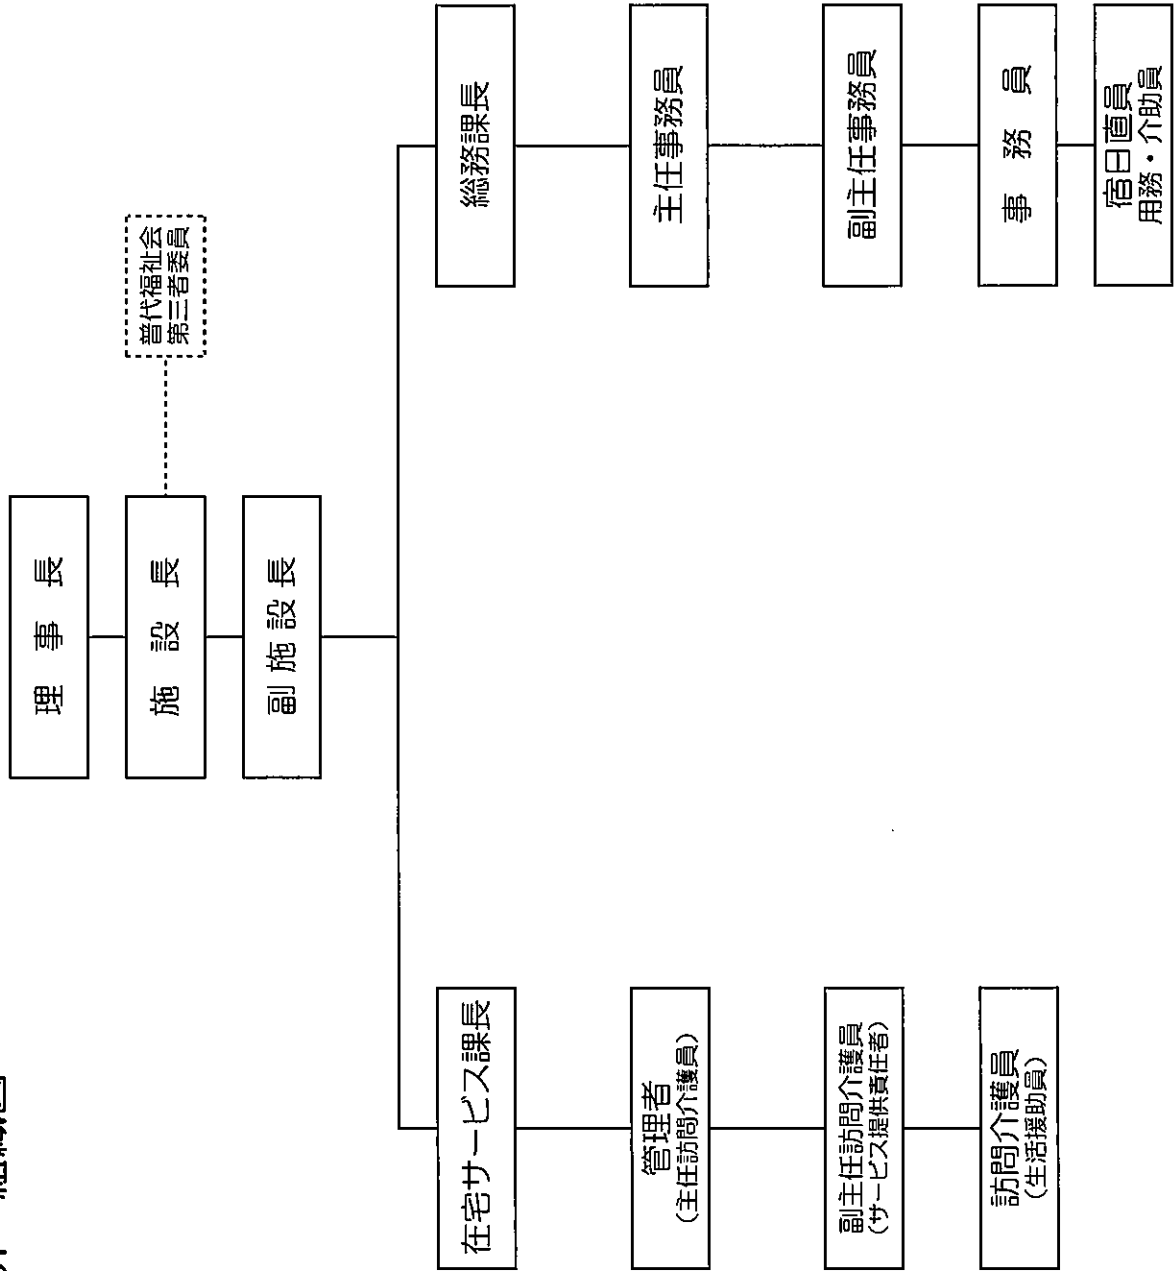 組織図
理事長
施設長
普代福祉会
第三者委員
副施設長
在宅サービス課長
総務課長
管理者
(主任訪問介護員)
主任事務員
副主任訪問介護員
(サービス提供責任者)
副主任事務員
訪問介護員
(生活援助員)
事務員
宿日直員
用務・介助員